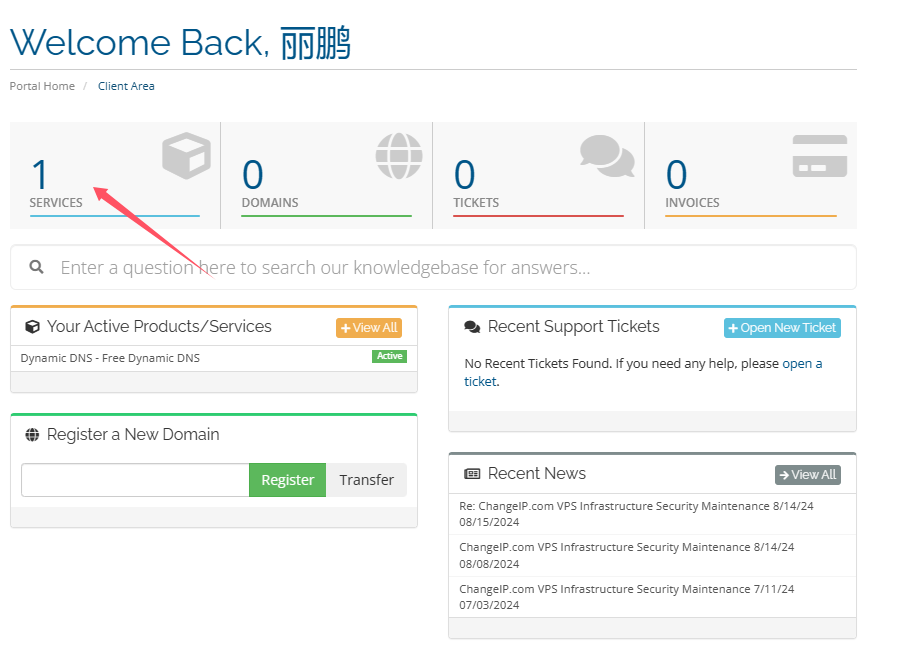 Welcome Back, 丽鹏
Portal Home / Client Area
1
SERVICES
0
DOMAINS
0
TICKETS
0
INVOICES
Enter a question here to search our knowledgebase for answers...
Your Active Products/Services
View All
Dynamic DNS - Free Dynamic DNS
Active
Register a New Domain
Register
Transfer
Recent Support Tickets
Open New Ticket
No Recent Tickets Found. If you need any help, please open a
ticket.
Recent News
View All
Re: ChangeIP.com VPS Infrastructure Security Maintenance 8/14/24
08/15/2024
ChangeIP.com VPS Infrastructure Security Maintenance 8/14/24
08/08/2024
ChangeIP.com VPS Infrastructure Security Maintenance 7/11/24
07/03/2024